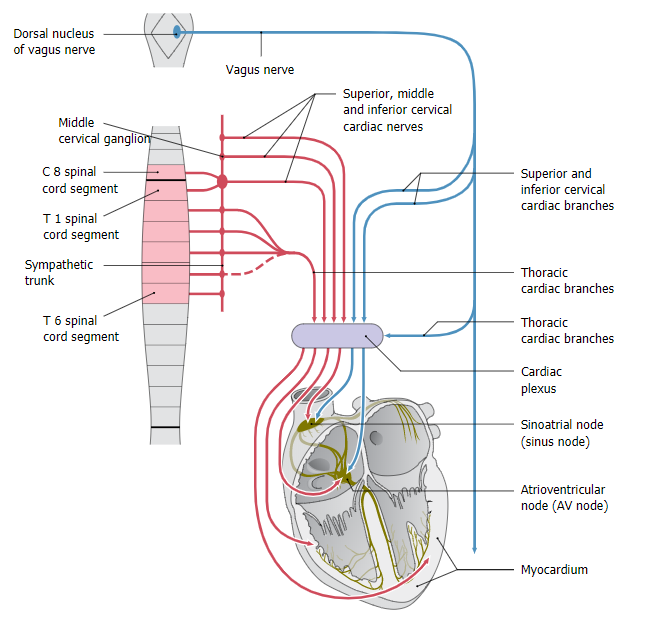 Dorsal nucleus
of vagus nerve
Vagus nerve
Superior, middle
and inferior cervical
cardiac nerves
Middle
cervical ganglion
C 8 spinal
cord segment
T 1 spinal
cord segment
Sympathetic
trunk
T 6 spinal
cord segment
Superior and
inferior cervical
cardiac branches
Thoracic
cardiac branches
Thoracic
cardiac branches
Cardiac
plexus
Sinoatrial node
(sinus node)
Atrioventricular
node (AV node)
Myocardium